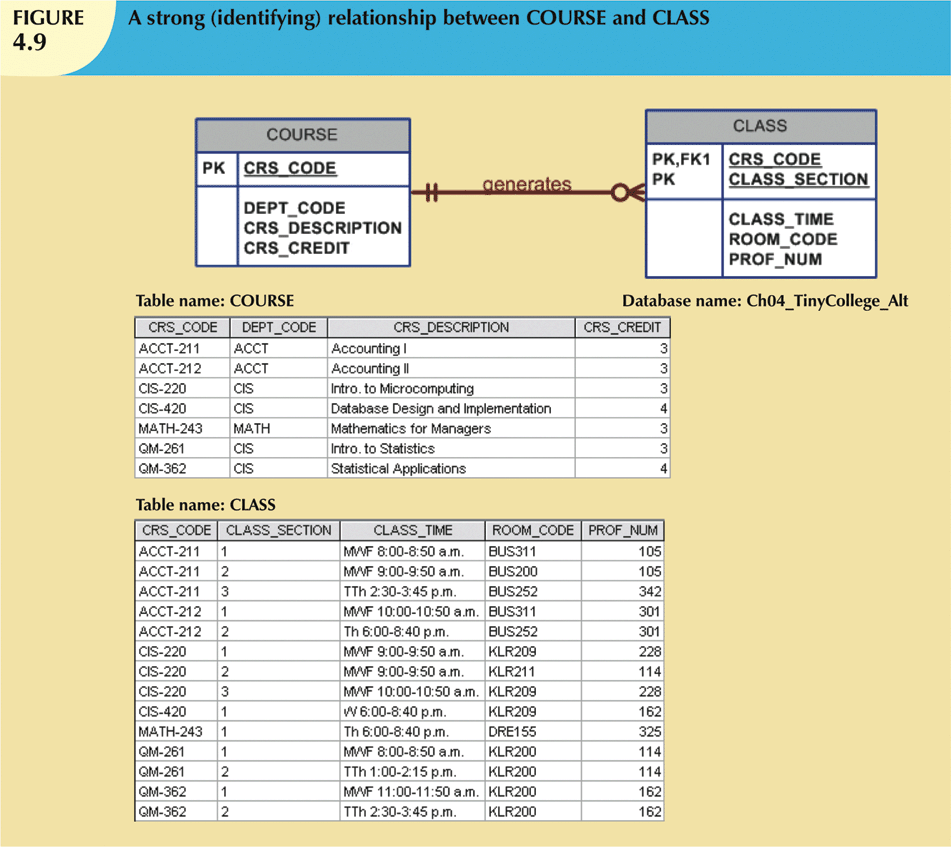 FIGURE 4.9
A strong (identifying) relationship between COURSE and CLASS
COURSE
PK CRS_CODE
DEPT_CODE
CRS_DESCRIPTION
CRS_CREDIT
generates
CLASS
PK,FK1 CRS_CODE
PK CLASS_SECTION
CLASS_TIME
ROOM_CODE
PROF_NUM
Table name: COURSE
Database name: Ch04_TinyCollege_Alt
CRS_CODE DEPT_CODE CRS_DESCRIPTION CRS_CREDIT
ACCT-211 ACCT Accounting I 3
ACCT-212 ACCT Accounting II 3
CIS-220 CIS Intro. to Microcomputing 3
CIS-420 CIS Database Design and Implementation 4
MATH-243 MATH Mathematics for Managers 3
QM-261 CIS Intro. to Statistics 3
QM-362 CIS Statistical Applications 4
Table name: CLASS
CRS_CODE CLASS_SECTION CLASS_TIME ROOM_CODE PROF_NUM
ACCT-211 1 MWF 8:00-8:50 a.m. BUS311 105
ACCT-211 2 MWF 9:00-9:50 a.m. BUS200 105
ACCT-211 3 TTh 2:30-3:45 p.m. BUS252 342
ACCT-212 1 MWF 10:00-10:50 a.m. BUS311 301
ACCT-212 2 Th 6:00-8:40 p.m. BUS252 301
CIS-220 1 MWF 9:00-9:50 a.m. KLR209 228
CIS-220 2 MWF 9:00-9:50 a.m. KLR211 114
CIS-220 3 MWF 10:00-10:50 a.m. KLR209 228
CIS-420 1 W 6:00-8:40 p.m. KLR209 162
MATH-243 1 Th 6:00-8:40 p.m. DRE155 325
QM-261 1 MWF 8:00-8:50 a.m. KLR200 114
QM-261 2 TTh 1:00-2:15 p.m. KLR200 114
QM-362 1 MWF 11:00-11:50 a.m. KLR200 162
QM-362 2 TTh 2:30-3:45 p.m. KLR200 162